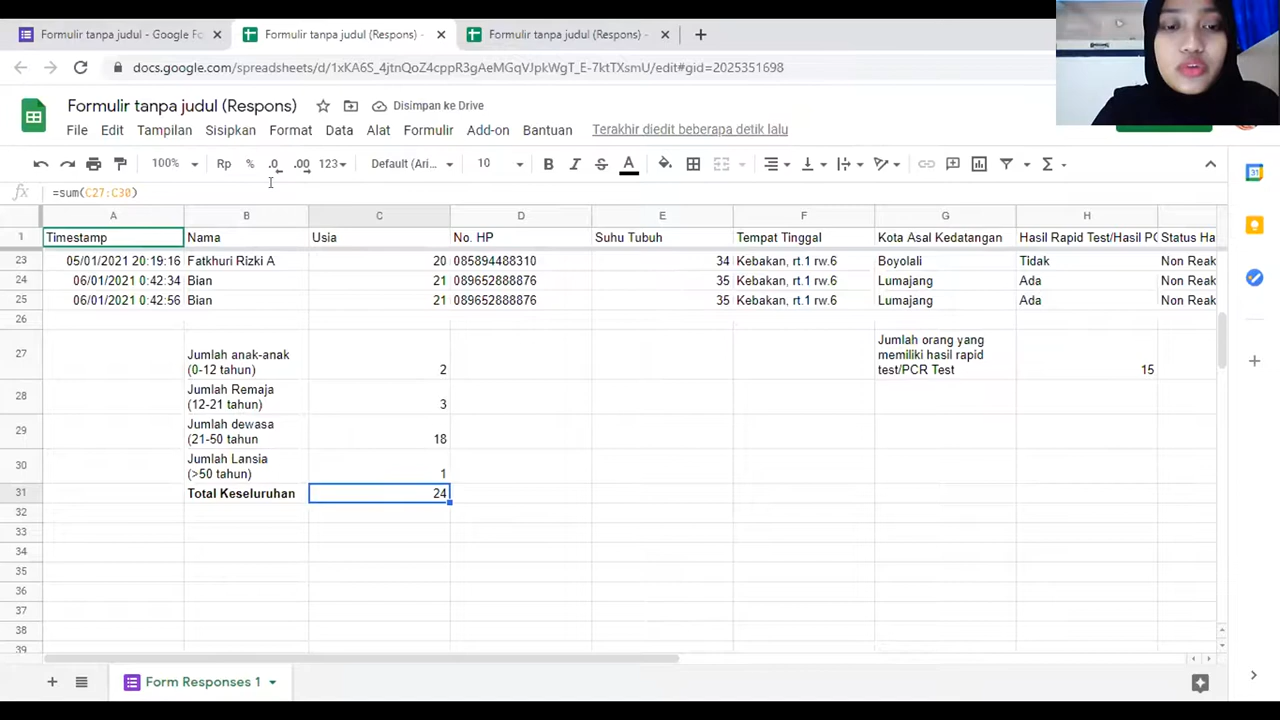 Formulir tanpa judul - Google Fo
Formulir tanpa judul (Respons) -
Formulir tanpa judul (Respons) -
docs.google.com/spreadsheets/d/1xKA6s_4jtnQoZ4cppR3gAeMGqVJpkWgT_E-7ktTXsmU/edit#gid=2025351698
Formulir tanpa judul (Respons)
Disimpan ke Drive
File Edit Tampilan Sisipkan Format Data Alat Formulir Add-on Bantuan Terakhir diedit beberapa detik lalu
100% Rp % .0 .00 123 Default (Ari... 10 B I S A Σ
fx =sum(C27:C30)
A B C D E F G H
1 Timestamp Nama Usia No. HP Suhu Tubuh Tempat Tinggal Kota Asal Kedatangan Hasil Rapid Test/Hasil PC Status Ha
23 05/01/2021 20:19:16 Fatkhuri Rizki A 20 085894488310 34 Kebakan, rt.1 rw.6 Boyolali Tidak Non Reak
24 06/01/2021 0:42:34 Bian 21 089652888876 35 Kebakan, rt.1 rw.6 Lumajang Ada Non Reak
25 06/01/2021 0:42:56 Bian 21 089652888876 35 Kebakan, rt.1 rw.6 Lumajang Ada Non Reak
26
27 Jumlah anak-anak
(0-12 tahun) 2
Jumlah orang yang
memiliki hasil rapid
test/PCR Test 15
28 Jumlah Remaja
(12-21 tahun) 3
29 Jumlah dewasa
(21-50 tahun 18
30 Jumlah Lansia
(>50 tahun) 1
31 Total Keseluruhan 24
32
33
34
35
36
37
38
39
Form Responses 1